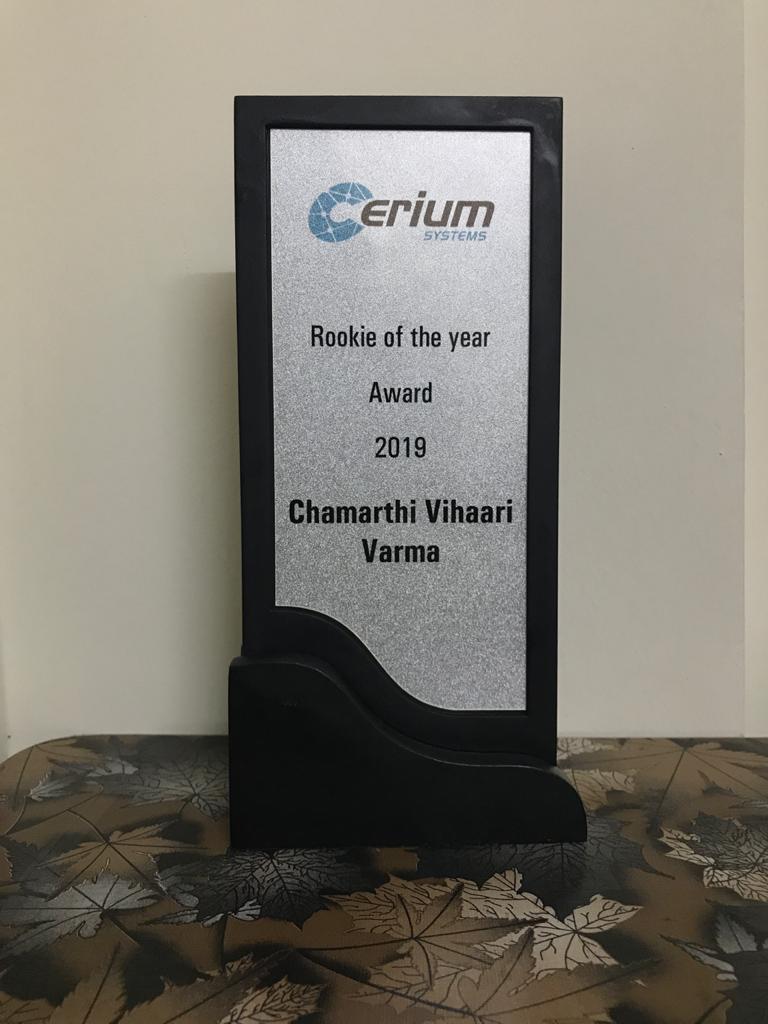 Cerium
SYSTEMS
Rookie of the year
Award
2019
Chamarthi Vihaari
Varma